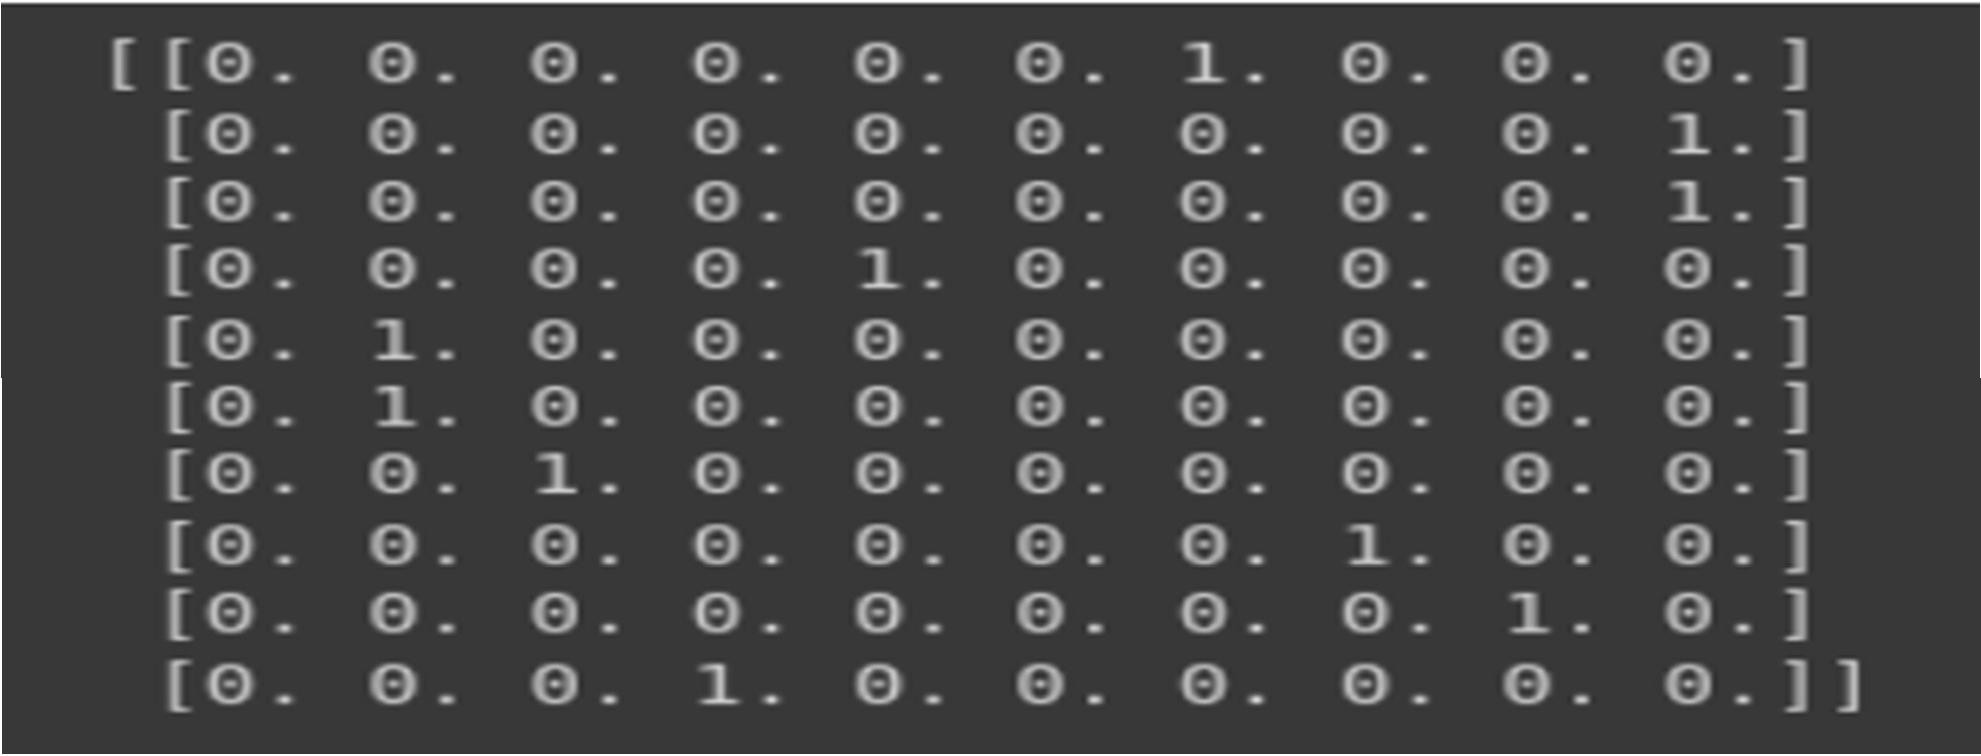 [[0. 0. 0. 0. 0. 0. 1. 0. 0. 0.]
[0. 0. 0. 0. 0. 0. 0. 0. 0. 1.]
[0. 0. 0. 0. 0. 0. 0. 0. 0. 1.]
[0. 0. 0. 0. 1. 0. 0. 0. 0. 0.]
[0. 1. 0. 0. 0. 0. 0. 0. 0. 0.]
[0. 1. 0. 0. 0. 0. 0. 0. 0. 0.]
[0. 0. 1. 0. 0. 0. 0. 0. 0. 0.]
[0. 0. 0. 0. 0. 0. 0. 1. 0. 0.]
[0. 0. 0. 0. 0. 0. 0. 0. 1. 0.]
[0. 0. 0. 1. 0. 0. 0. 0. 0. 0.]]